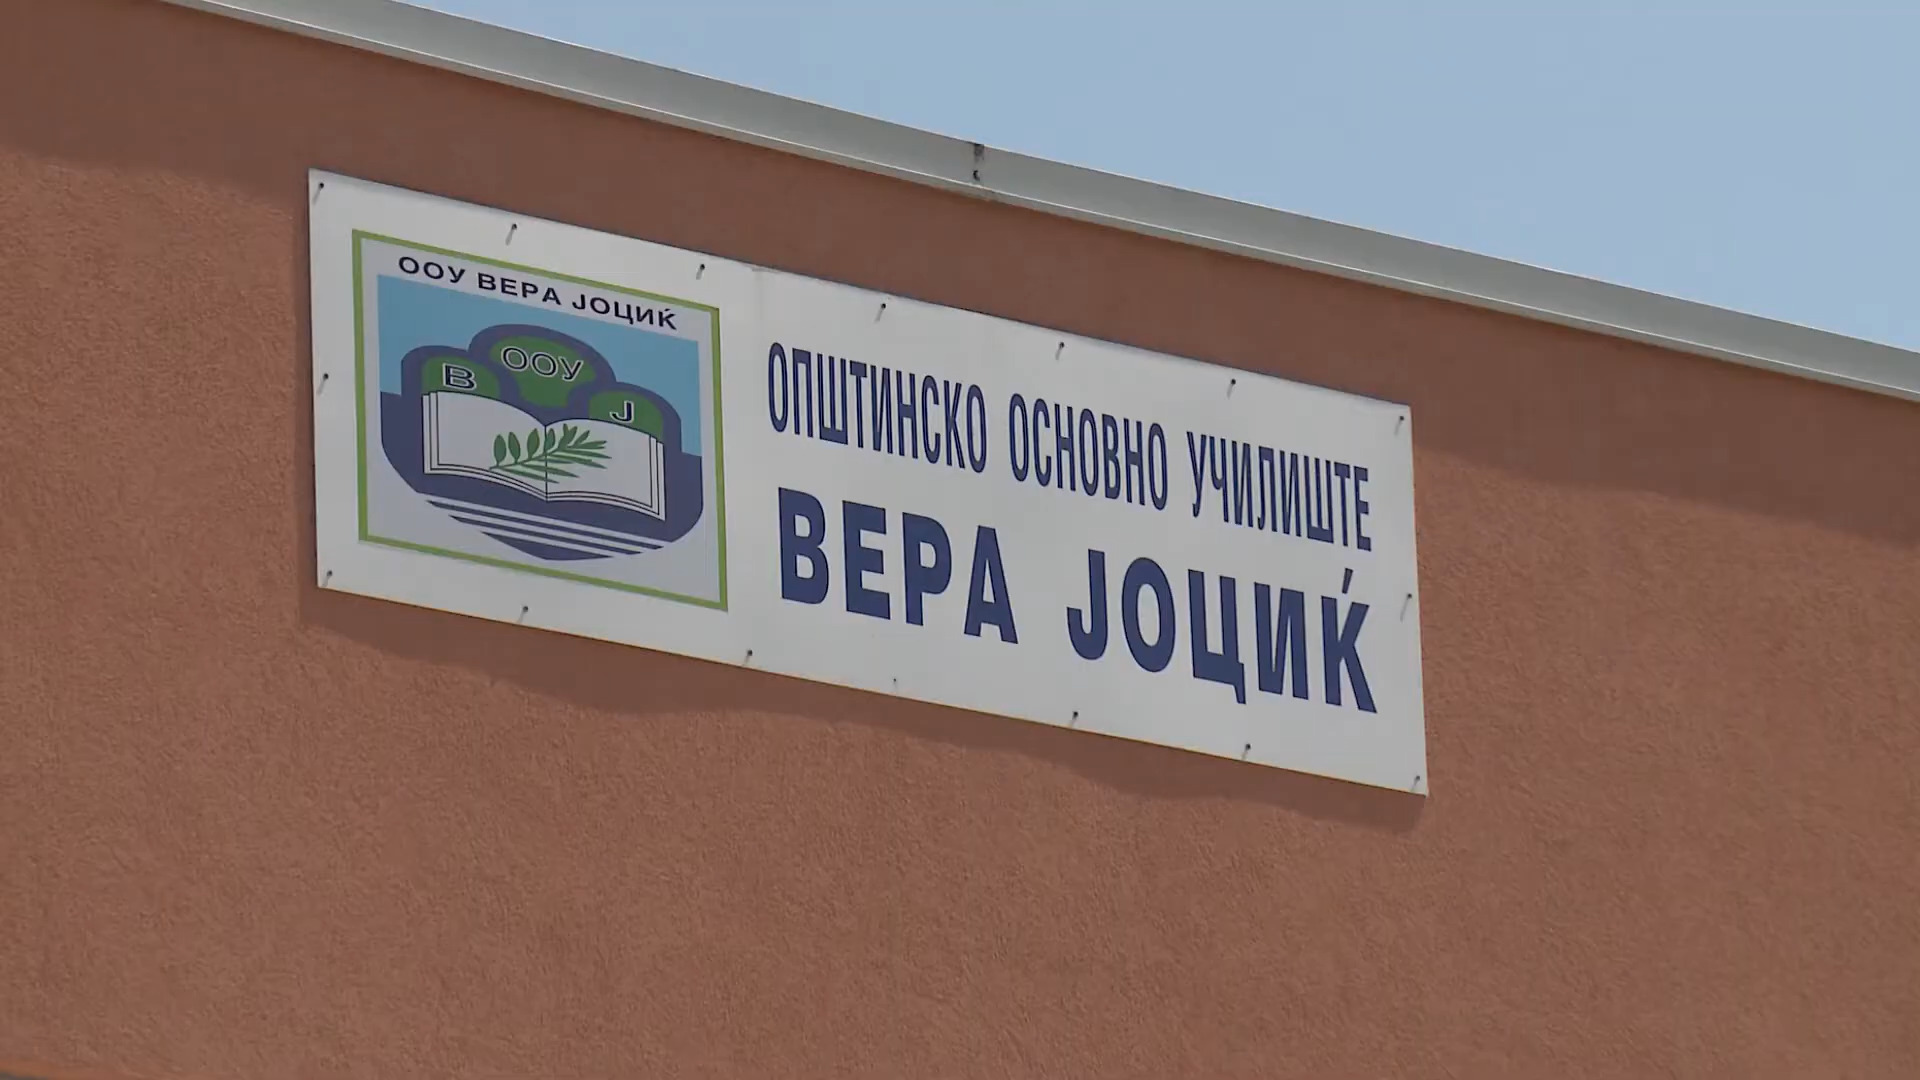 ООУ ВЕРА ЈОЦИЌ
ООУ
В
Ј
ОПШТИНСКО ОСНОВНО УЧИЛИШТЕ
ВЕРА ЈОЦИЌ